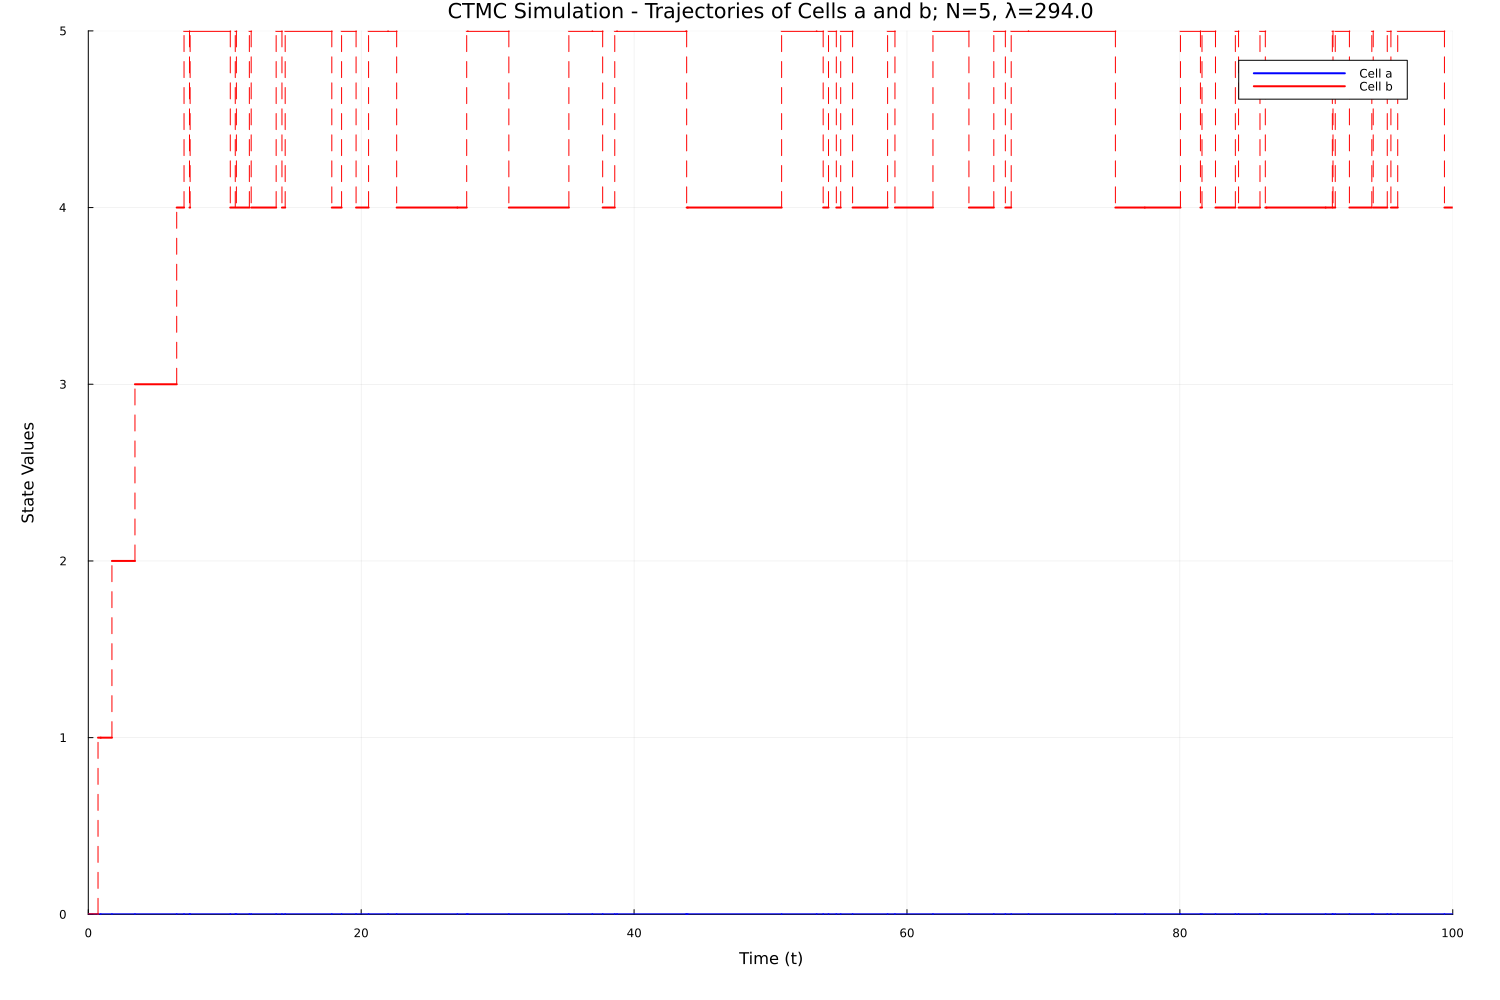 CTMC Simulation - Trajectories of Cells a and b; N=5, λ=294.0
5
Cell a
Cell b
4
State Values
3
2
1
0
0 20 40 60 80 100
Time (t)